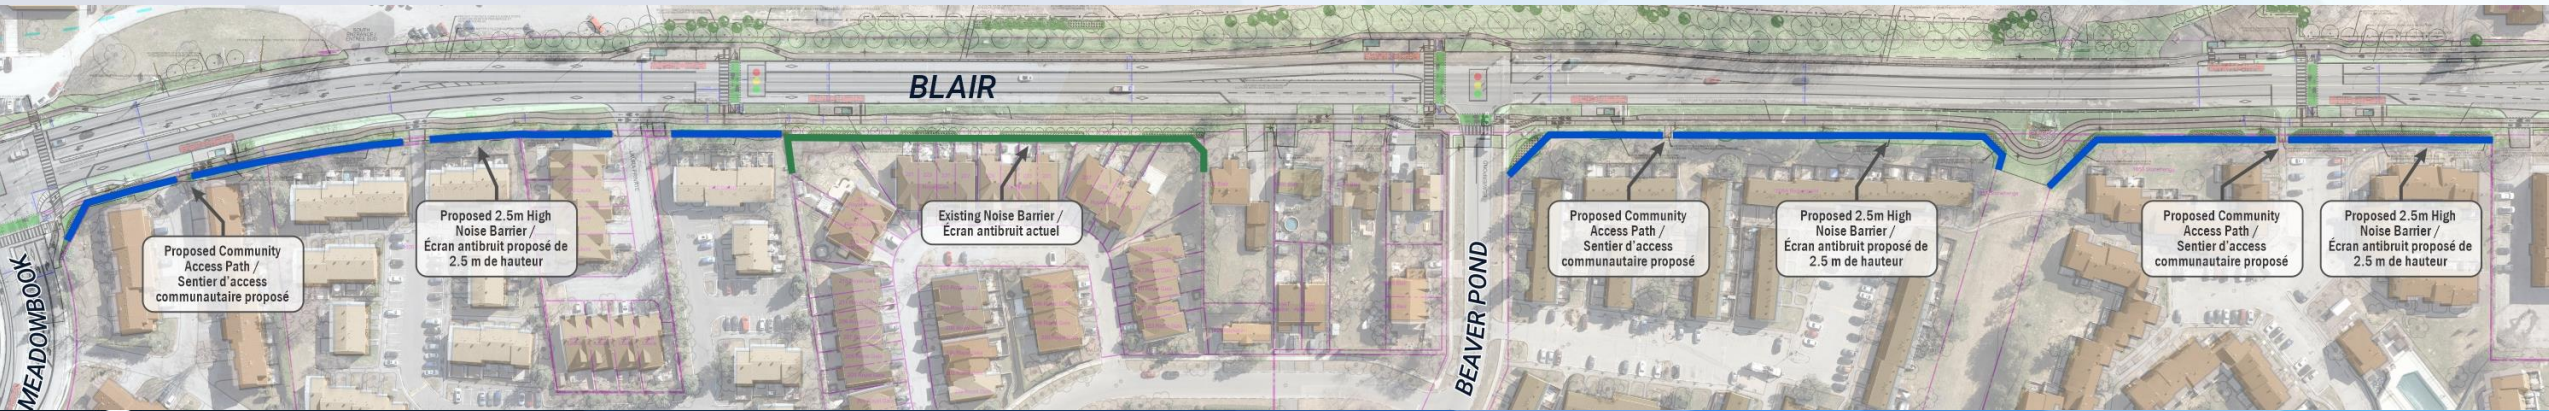 BLAIR
MEADOWBROOK
Proposed Community
Access Path /
Sentier d'access
communautaire proposé
Proposed 2.5m High
Noise Barrier /
Écran antibruit proposé de
2.5 m de hauteur
Existing Noise Barrier /
Écran antibruit actuel
BEAVER POND
Proposed Community
Access Path /
Sentier d'access
communautaire proposé
Proposed 2.5m High
Noise Barrier /
Écran antibruit proposé de
2.5 m de hauteur
Proposed Community
Access Path /
Sentier d'access
communautaire proposé
Proposed 2.5m High
Noise Barrier /
Écran antibruit proposé de
2.5 m de hauteur